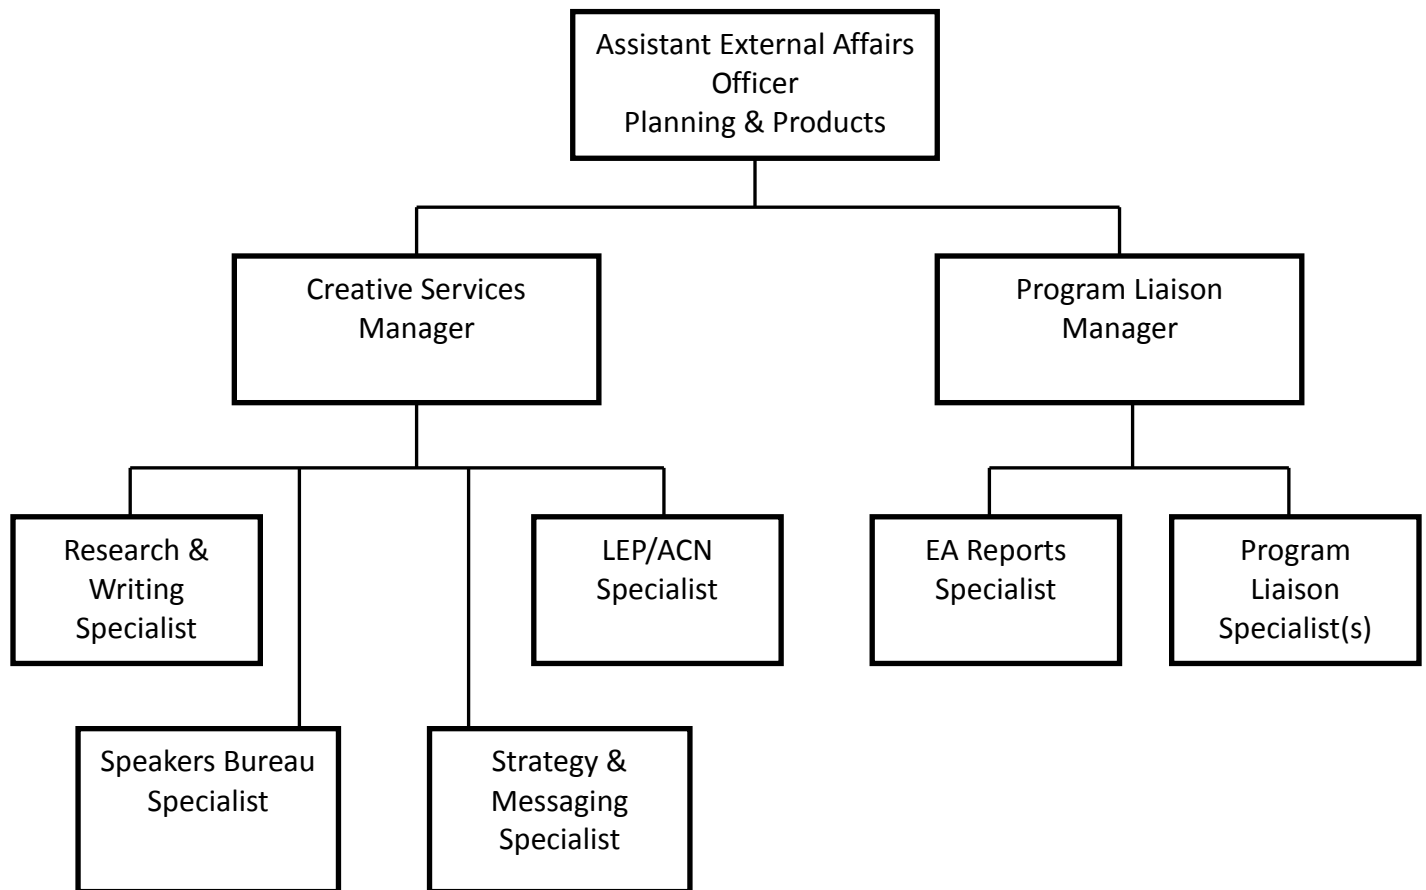 Assistant External Affairs
Officer
Planning & Products
Creative Services
Manager
Program Liaison
Manager
Research &
Writing
Specialist
LEP/ACN
Specialist
EA Reports
Specialist
Program
Liaison
Specialist(s)
Speakers Bureau
Specialist
Strategy &
Messaging
Specialist